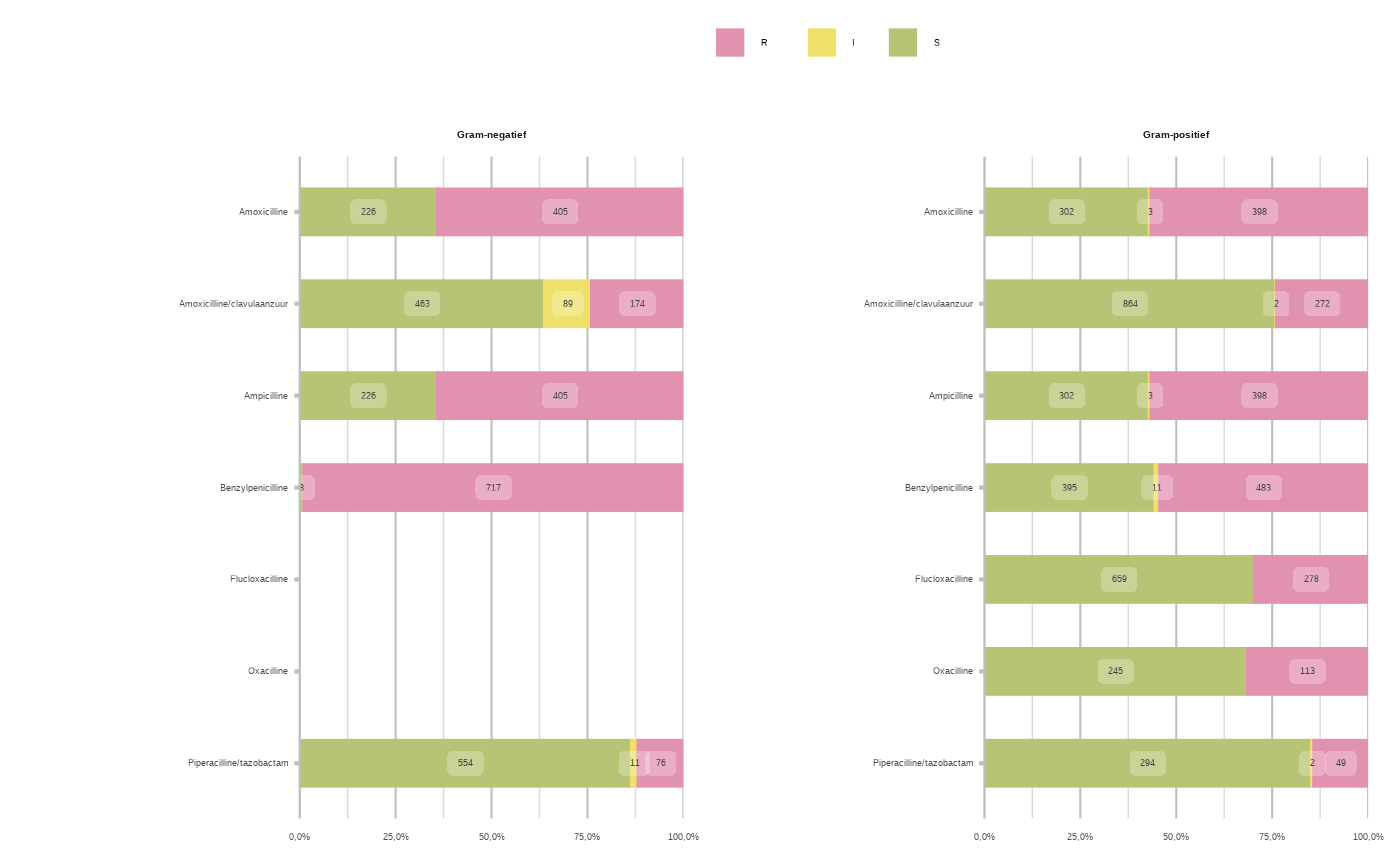 R I S
Gram-negatief Gram-positief
Amoxicilline 226 405 Amoxicilline 302 3 398
Amoxicilline/clavulaanzuur 463 89 174 Amoxicilline/clavulaanzuur 864 2 272
Ampicilline 226 405 Ampicilline 302 3 398
Benzylpenicilline 3 717 Benzylpenicilline 395 11 483
Flucloxacilline Flucloxacilline 659 278
Oxacilline Oxacilline 245 113
Piperacilline/tazobactam 554 11 76 Piperacilline/tazobactam 294 2 49
0,0% 25,0% 50,0% 75,0% 100,0% 0,0% 25,0% 50,0% 75,0% 100,0%